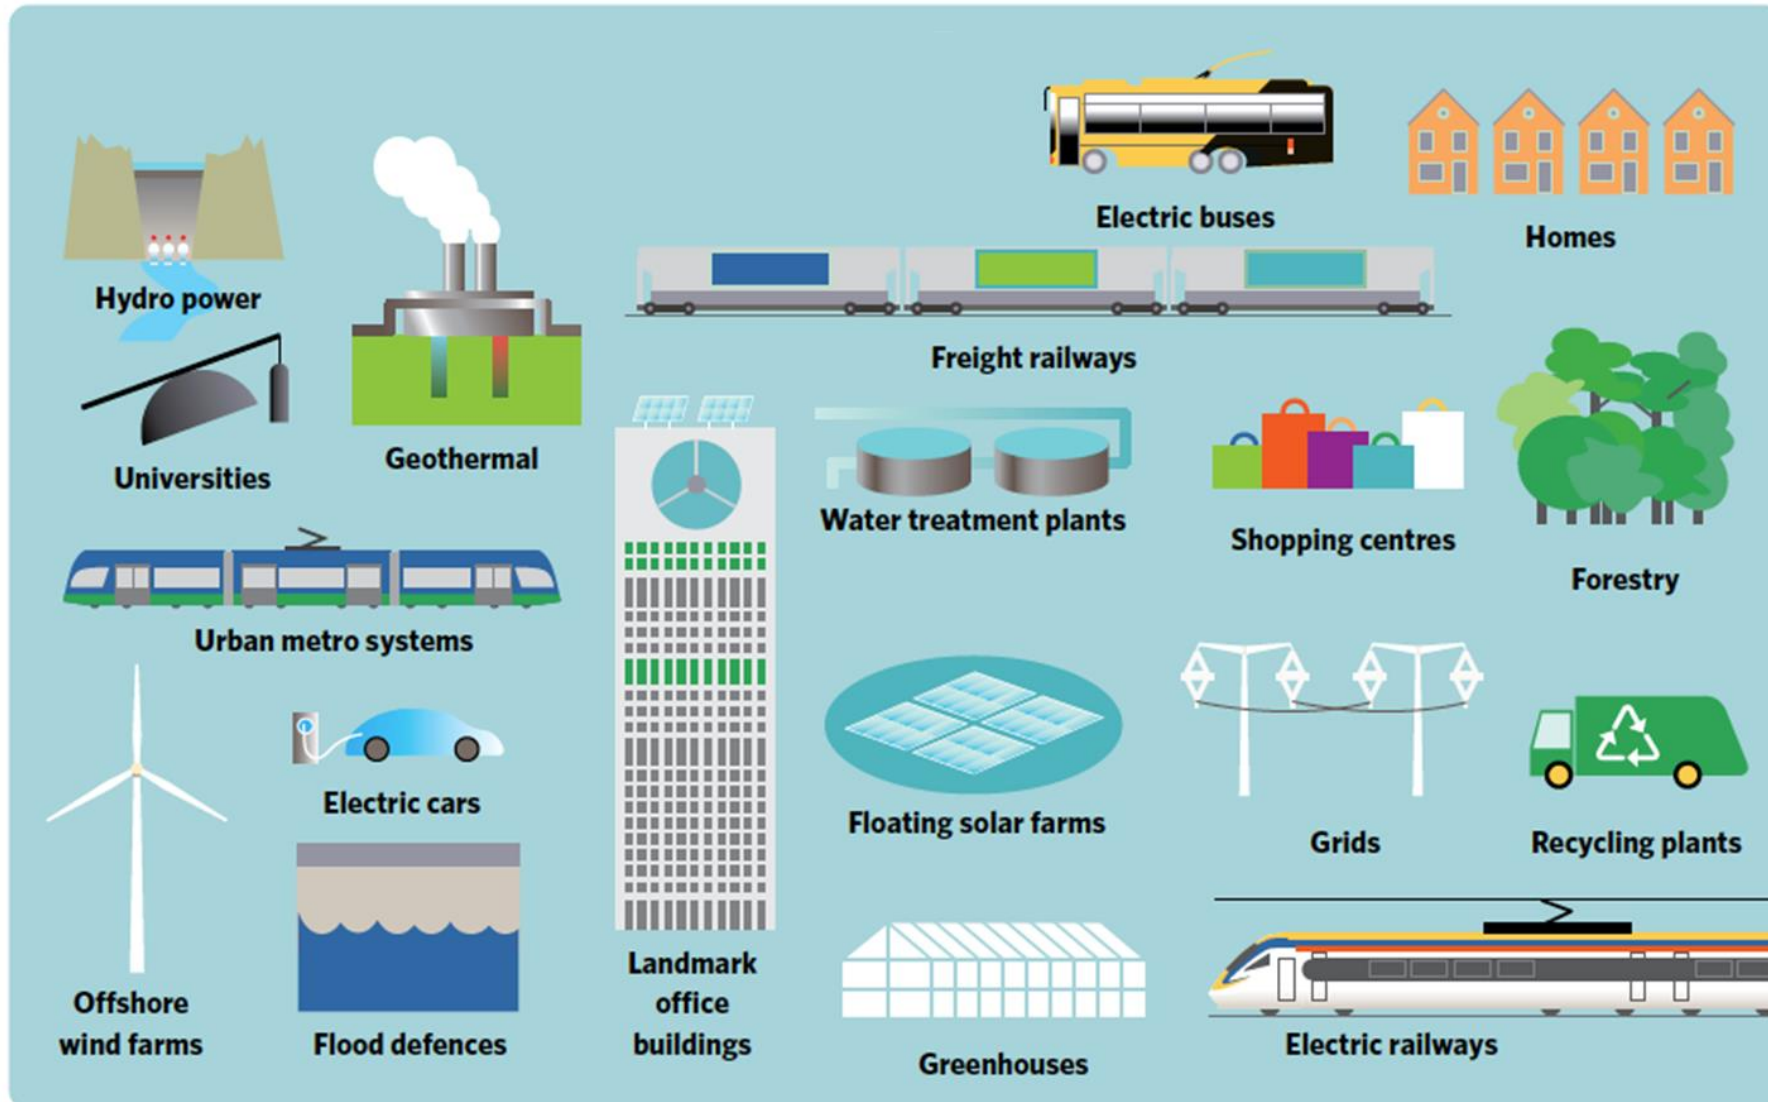 Electric buses
Homes
Hydro power
Freight railways
Geothermal
Universities
Water treatment plants
Shopping centres
Forestry
Urban metro systems
Electric cars
Floating solar farms
Grids
Recycling plants
Landmark
office
buildings
Offshore
wind farms
Flood defences
Greenhouses
Electric railways